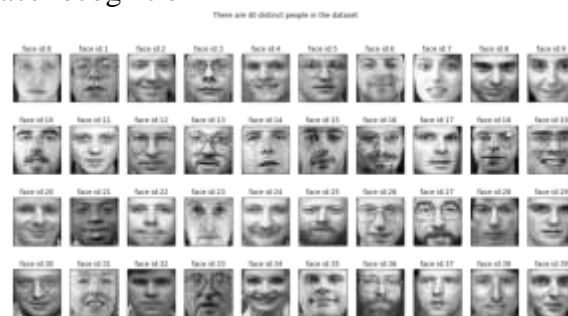 There are 40 distinct people in the dataset
face id:0 face id:1 face id:2 face id:3 face id:4 face id:5 face id:6 face id:7 face id:8 face id:9
face id:10 face id:11 face id:12 face id:13 face id:14 face id:15 face id:16 face id:17 face id:18 face id:19
face id:20 face id:21 face id:22 face id:23 face id:24 face id:25 face id:26 face id:27 face id:28 face id:29
face id:30 face id:31 face id:32 face id:33 face id:34 face id:35 face id:36 face id:37 face id:38 face id:39